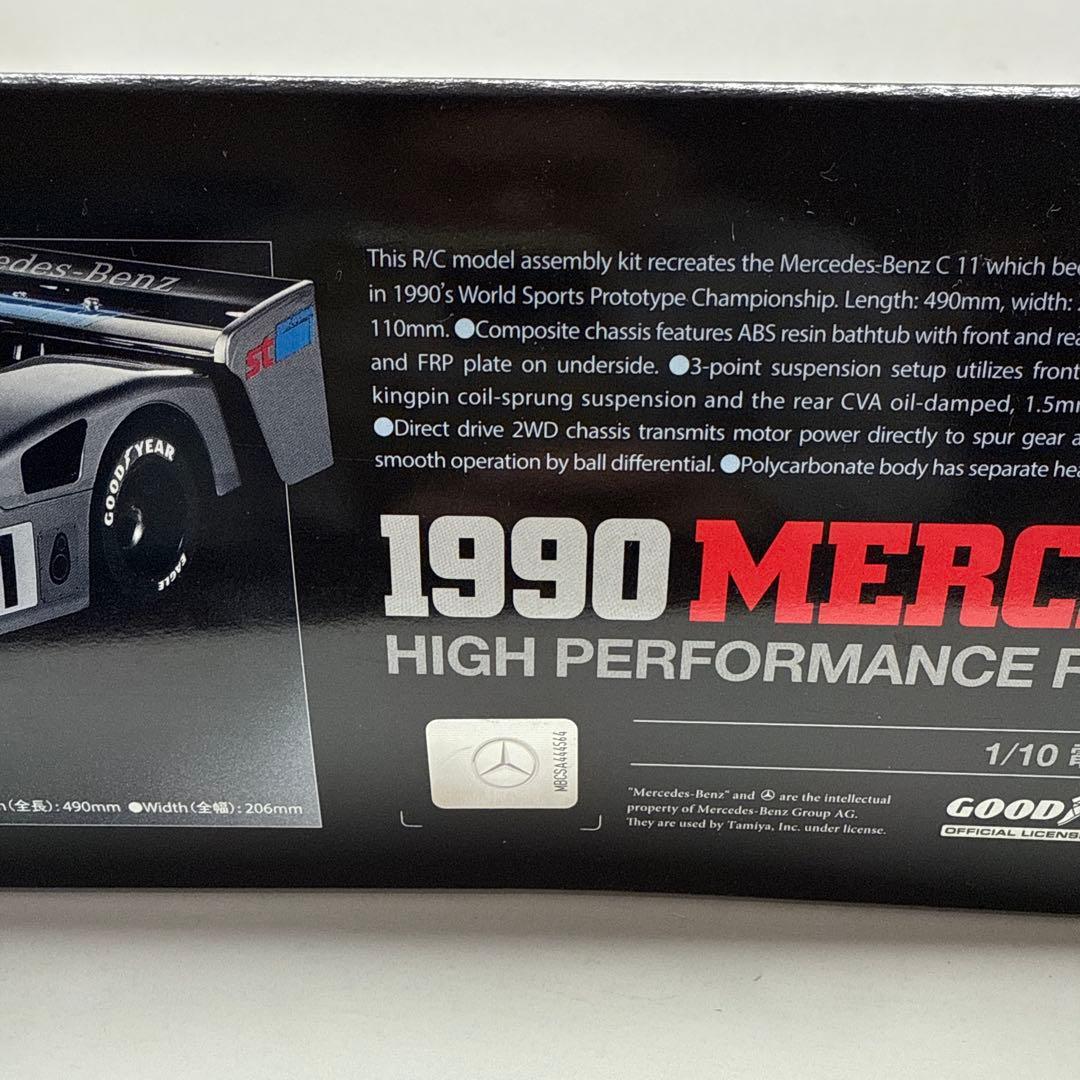 edes-Benz
st
GOODYEAR
EAGLE
1
(全長):490mm ●Width(全幅):206mm
This R/C model assembly kit recreates the Mercedes-Benz C 11 which
in 1990's World Sports Prototype Championship. Length: 490mm, width:
110mm. ●Composite chassis features ABS resin bathtub with front and
and FRP plate on underside. ●3-point suspension setup utilizes front
kingpin coil-sprung suspension and the rear CVA oil-damped, 1.5mm
●Direct drive 2WD chassis transmits motor power directly to spur gear
smooth operation by ball differential. ●Polycarbonate body has separate
1990 MERC
HIGH PERFORMANCE
1/10 電
MBCSA444564
"Mercedes-Benz" and are the intellectual
property of Mercedes-Benz Group AG.
They are used by Tamiya, Inc. under license.
GOOD
OFFICIAL LICENS